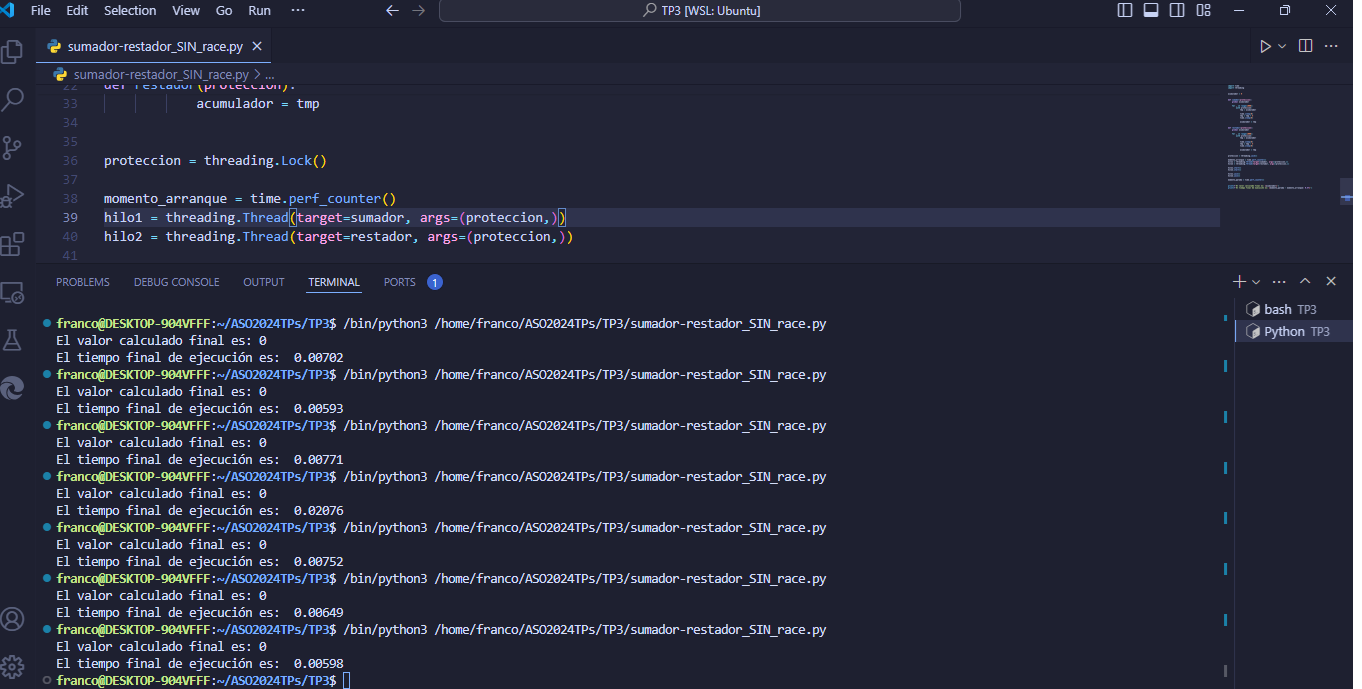 File Edit Selection View Go Run ··· TP3 [WSL: Ubuntu]
sumador-restador_SIN_race.py
sumador-restador_SIN_race.py > ...
22 def restador(proteccion):
33 acumulador = tmp
34
35
36 proteccion = threading.Lock()
37
38 momento_arranque = time.perf_counter()
39 hilo1 = threading.Thread(target=sumador, args=(proteccion,))
40 hilo2 = threading.Thread(target=restador, args=(proteccion,))
41
PROBLEMS DEBUG CONSOLE OUTPUT TERMINAL PORTS 1
bash TP3
Python TP3
franco@DESKTOP-904VFFF:~/ASO2024TPs/TP3$ /bin/python3 /home/franco/ASO2024TPs/TP3/sumador-restador_SIN_race.py
El valor calculado final es: 0
El tiempo final de ejecución es:  0.00702
franco@DESKTOP-904VFFF:~/ASO2024TPs/TP3$ /bin/python3 /home/franco/ASO2024TPs/TP3/sumador-restador_SIN_race.py
El valor calculado final es: 0
El tiempo final de ejecución es:  0.00593
franco@DESKTOP-904VFFF:~/ASO2024TPs/TP3$ /bin/python3 /home/franco/ASO2024TPs/TP3/sumador-restador_SIN_race.py
El valor calculado final es: 0
El tiempo final de ejecución es:  0.00771
franco@DESKTOP-904VFFF:~/ASO2024TPs/TP3$ /bin/python3 /home/franco/ASO2024TPs/TP3/sumador-restador_SIN_race.py
El valor calculado final es: 0
El tiempo final de ejecución es:  0.02076
franco@DESKTOP-904VFFF:~/ASO2024TPs/TP3$ /bin/python3 /home/franco/ASO2024TPs/TP3/sumador-restador_SIN_race.py
El valor calculado final es: 0
El tiempo final de ejecución es:  0.00752
franco@DESKTOP-904VFFF:~/ASO2024TPs/TP3$ /bin/python3 /home/franco/ASO2024TPs/TP3/sumador-restador_SIN_race.py
El valor calculado final es: 0
El tiempo final de ejecución es:  0.00649
franco@DESKTOP-904VFFF:~/ASO2024TPs/TP3$ /bin/python3 /home/franco/ASO2024TPs/TP3/sumador-restador_SIN_race.py
El valor calculado final es: 0
El tiempo final de ejecución es:  0.00598
franco@DESKTOP-904VFFF:~/ASO2024TPs/TP3$